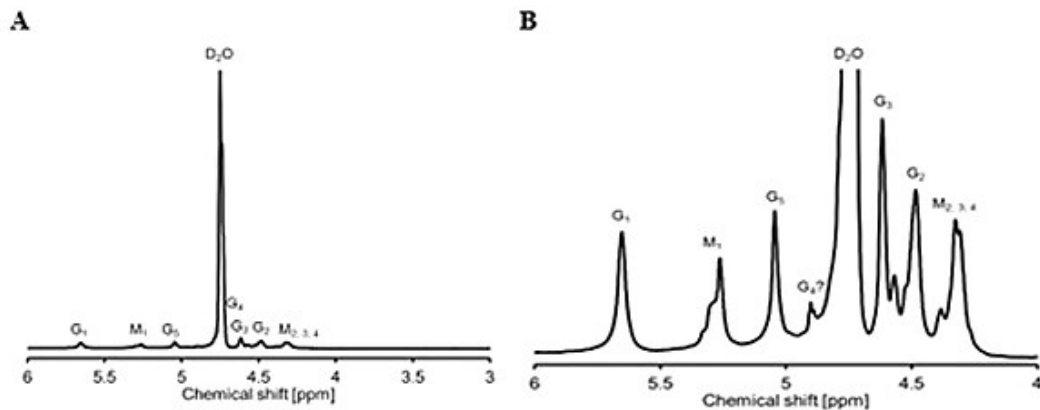 A
D₂O
G₄
G₁ M₁ G₅ G₃ G₂ M₂, ₃, ₄
6 5.5 5 4.5 4 3.5 3
Chemical shift [ppm]
B
D₂O
G₃
G₂
G₅ M₂, ₃, ₄
G₁
M₁
G₄?
6 5.5 5 4.5 4
Chemical shift [ppm]